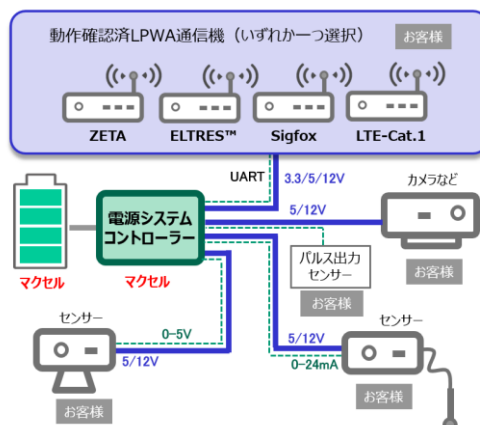 動作確認済LPWA通信機（いずれか一つ選択）
お客様
ZETA
ELTRES™
Sigfox
LTE-Cat.1
UART
3.3/5/12V
カメラなど
5/12V
電源システム
コントローラー
パルス出力
センサー
マクセル
マクセル
お客様
お客様
センサー
0-5V
5/12V
お客様
センサー
5/12V
0-24mA
お客様